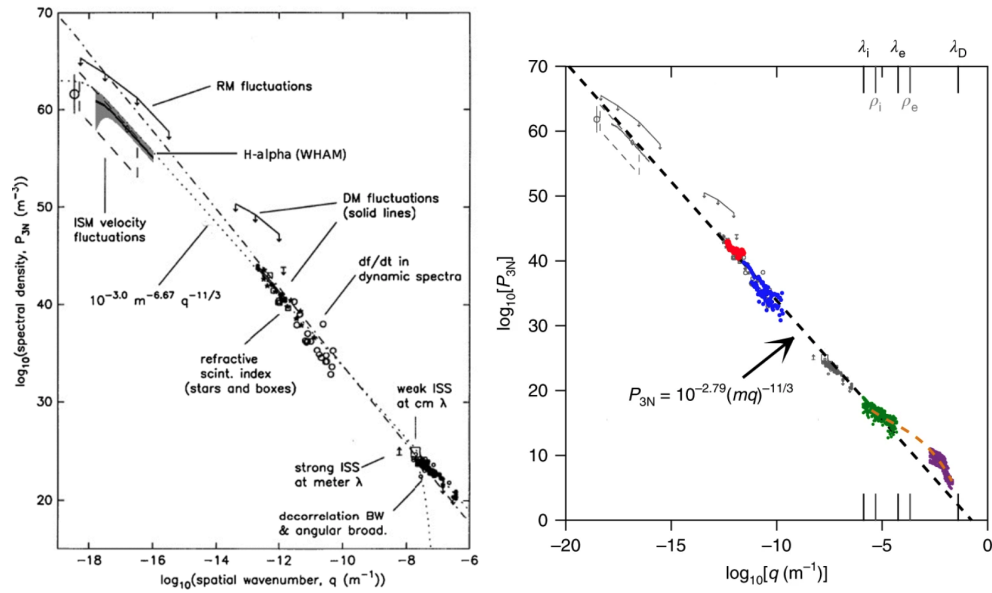 70
60
50
40
30
20
log₁₀(spectral density, P₃N (m⁻³)
RM fluctuations
H-alpha (WHAM)
ISM velocity
fluctuations
DM fluctuations
(solid lines)
10⁻³·⁰ m⁻⁶·⁶⁷ q⁻¹¹/³
df/dt in
dynamic spectra
refractive
scint. index
(stars and boxes)
weak ISS
at cm λ
strong ISS
at meter λ
decorrelation BW
& angular broad.
−18 −16 −14 −12 −10 −8 −6
log₁₀(spatial wavenumber, q (m⁻¹)
λi λe λD
ρi ρe
70
60
50
40
30
20
10
0
log₁₀[P₃N]
P₃N = 10⁻²·⁷⁹(mq)⁻¹¹/³
−20 −15 −10 −5 0
log₁₀[q (m⁻¹)]